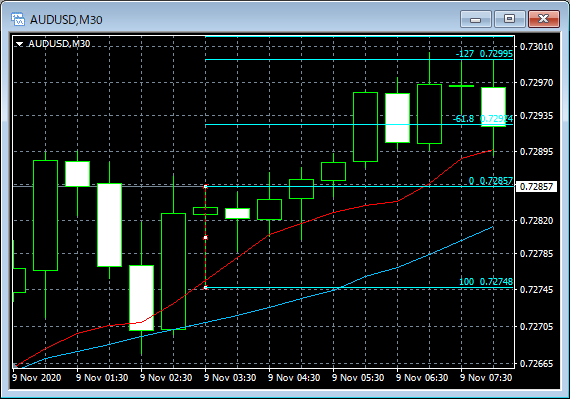 AUDUSD,M30
AUDUSD,M30
-127 0.72995
-61.8 0.72924
0 0.72857
100 0.72748
0.73010
0.72970
0.72935
0.72895
0.72857
0.72820
0.72785
0.72745
0.72705
0.72665
9 Nov 2020
9 Nov 01:30
9 Nov 02:30
9 Nov 03:30
9 Nov 04:30
9 Nov 05:30
9 Nov 06:30
9 Nov 07:30